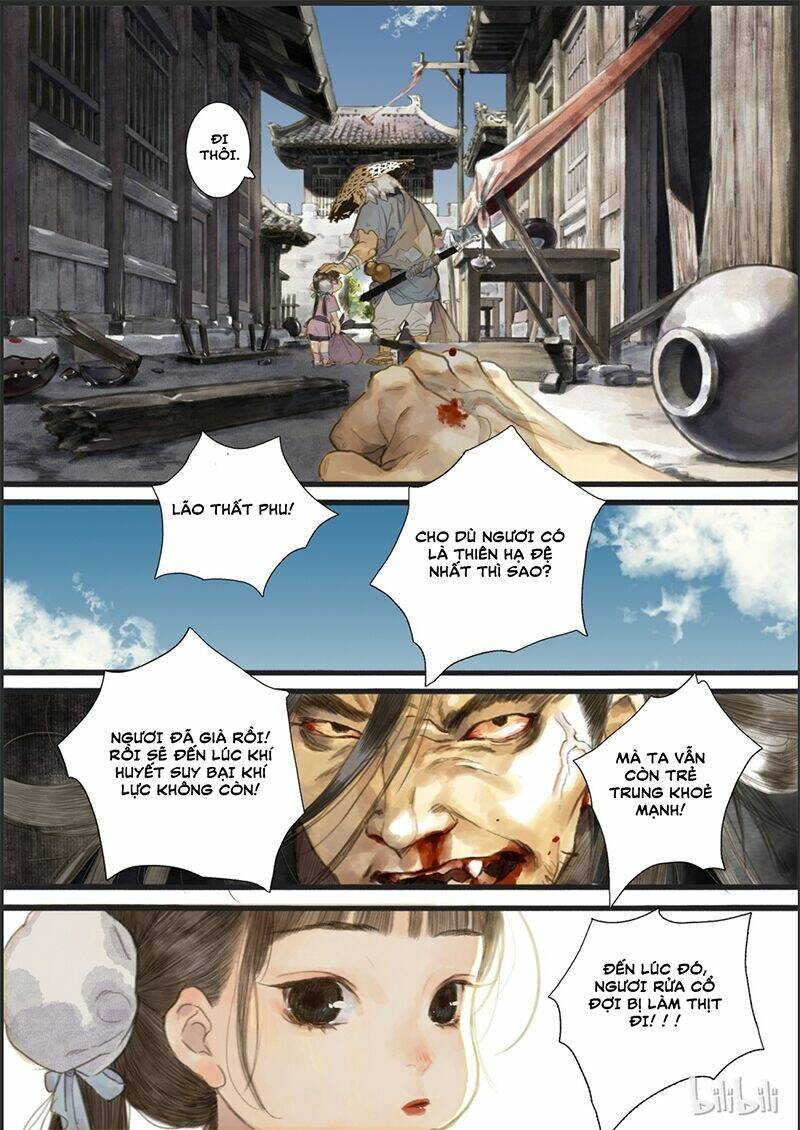 ĐI
THÔI.
LÃO THẤT PHU!
CHO DÙ NGƯƠI CÓ
LÀ THIÊN HẠ ĐỆ
NHẤT THÌ SAO?
NGƯƠI ĐÃ GIÀ RỒI!
RỒI SẼ ĐẾN LÚC KHÍ
HUYẾT SUY BẠI KHÍ
LỰC KHÔNG CÒN!
MÀ TA VẪN
CÒN TRẺ
TRUNG KHOẺ
MẠNH!
ĐẾN LÚC ĐÓ,
NGƯƠI RỬA CỔ
ĐỢI BỊ LÀM THỊT
ĐI! ! !
bilibili